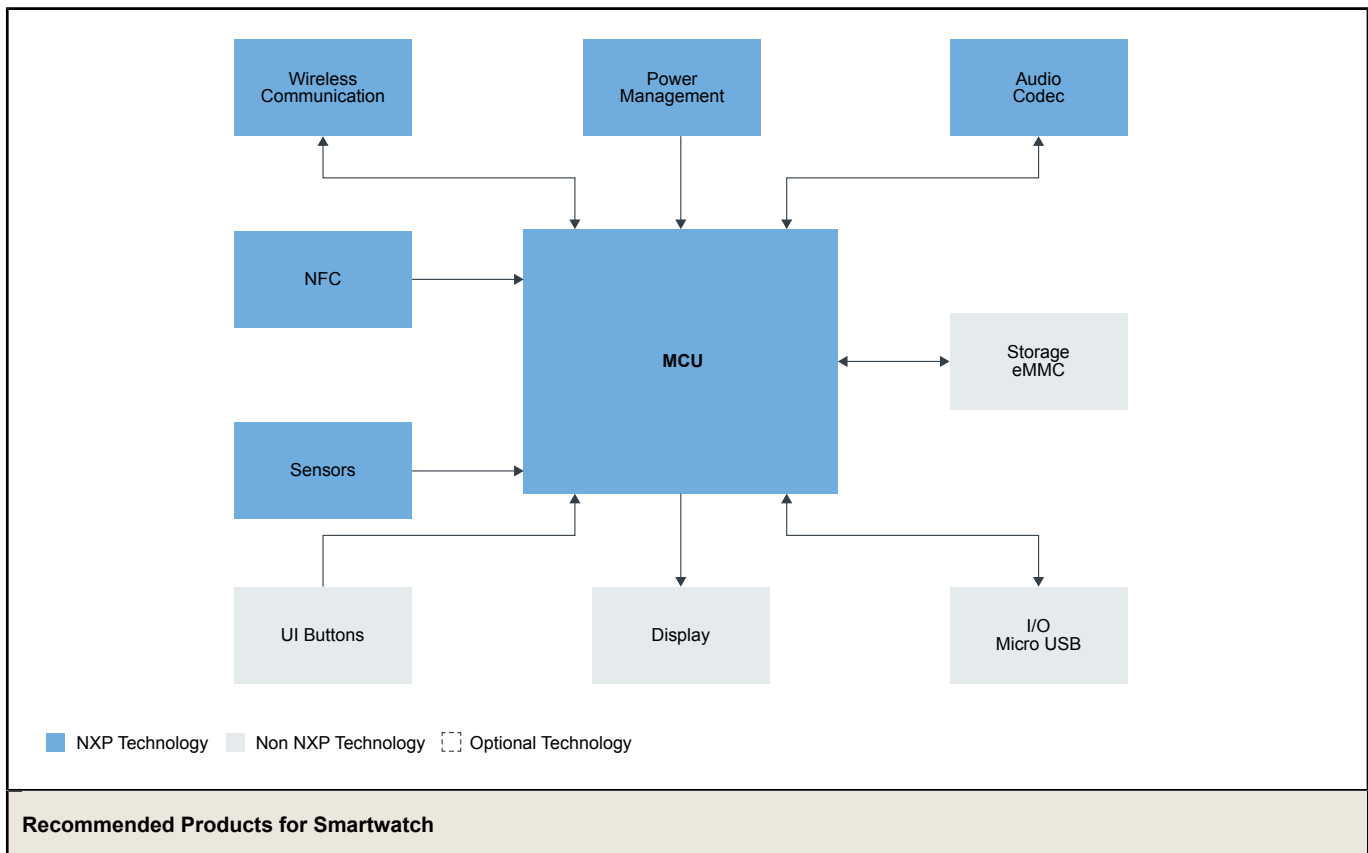 Wireless
Communication
Power
Management
Audio
Codec
NFC
MCU
Storage
eMMC
Sensors
UI Buttons
Display
I/O
Micro USB
NXP Technology
Non NXP Technology
Optional Technology
Recommended Products for Smartwatch